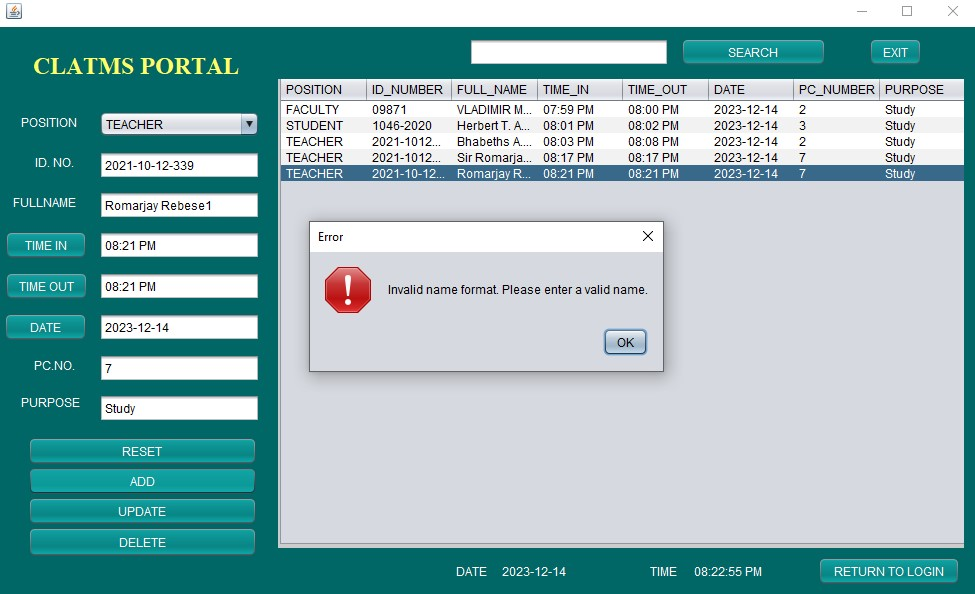 CLATMS PORTAL
SEARCH
EXIT
POSITION TEACHER
ID. NO. 2021-10-12-339
FULLNAME Romarjay Rebese1
TIME IN 08:21 PM
TIME OUT 08:21 PM
DATE 2023-12-14
PC.NO. 7
PURPOSE Study
RESET
ADD
UPDATE
DELETE
POSITION ID_NUMBER FULL_NAME TIME_IN TIME_OUT DATE PC_NUMBER PURPOSE
FACULTY 09871 VLADIMIR M... 07:59 PM 08:00 PM 2023-12-14 2 Study
STUDENT 1046-2020 Herbert T. A... 08:01 PM 08:02 PM 2023-12-14 3 Study
TEACHER 2021-1012... Bhabeths A.... 08:03 PM 08:08 PM 2023-12-14 2 Study
TEACHER 2021-1012... Sir Romarja... 08:17 PM 08:17 PM 2023-12-14 7 Study
TEACHER 2021-10-12... Romarjay R... 08:21 PM 08:21 PM 2023-12-14 7 Study
Error
Invalid name format. Please enter a valid name.
OK
DATE 2023-12-14 TIME 08:22:55 PM
RETURN TO LOGIN